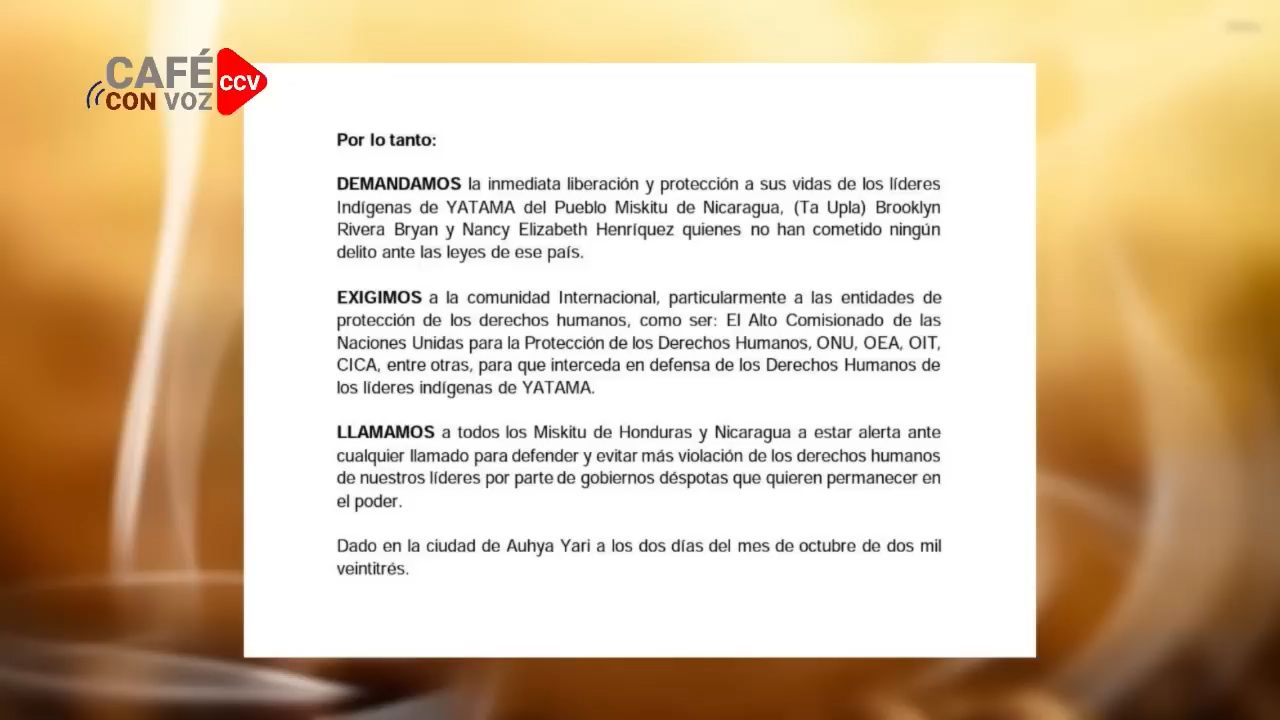 CAFÉ
CON VOZ
CCV
Por lo tanto:
DEMANDAMOS la inmediata liberación y protección a sus vidas de los líderes
Indígenas de YATAMA del Pueblo Miskitu de Nicaragua, (Ta Upla) Brooklyn
Rivera Bryan y Nancy Elizabeth Henríquez quienes no han cometido ningún
delito ante las leyes de ese país.
EXIGIMOS a la comunidad Internacional, particularmente a las entidades de
protección de los derechos humanos, como ser: El Alto Comisionado de las
Naciones Unidas para la Protección de los Derechos Humanos, ONU, OEA, OIT,
CICA, entre otras, para que interceda en defensa de los Derechos Humanos de
los líderes indígenas de YATAMA.
LLAMAMOS a todos los Miskitu de Honduras y Nicaragua a estar alerta ante
cualquier llamado para defender y evitar más violación de los derechos humanos
de nuestros líderes por parte de gobiernos déspotas que quieren permanecer en
el poder.
Dado en la ciudad de Auhya Yari a los dos días del mes de octubre de dos mil
veintitrés.